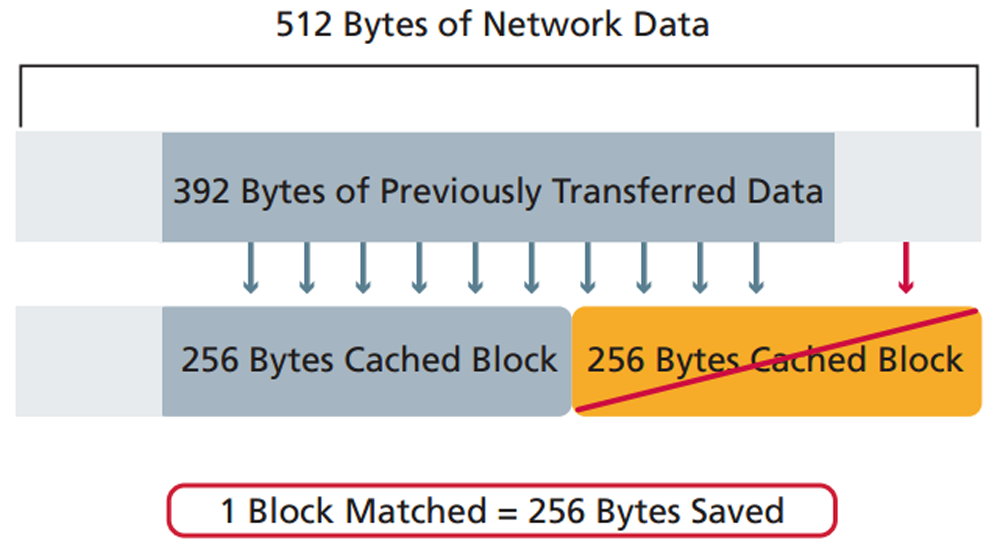 512 Bytes of Network Data
392 Bytes of Previously Transferred Data
256 Bytes Cached Block
256 Bytes Cached Block
1 Block Matched = 256 Bytes Saved